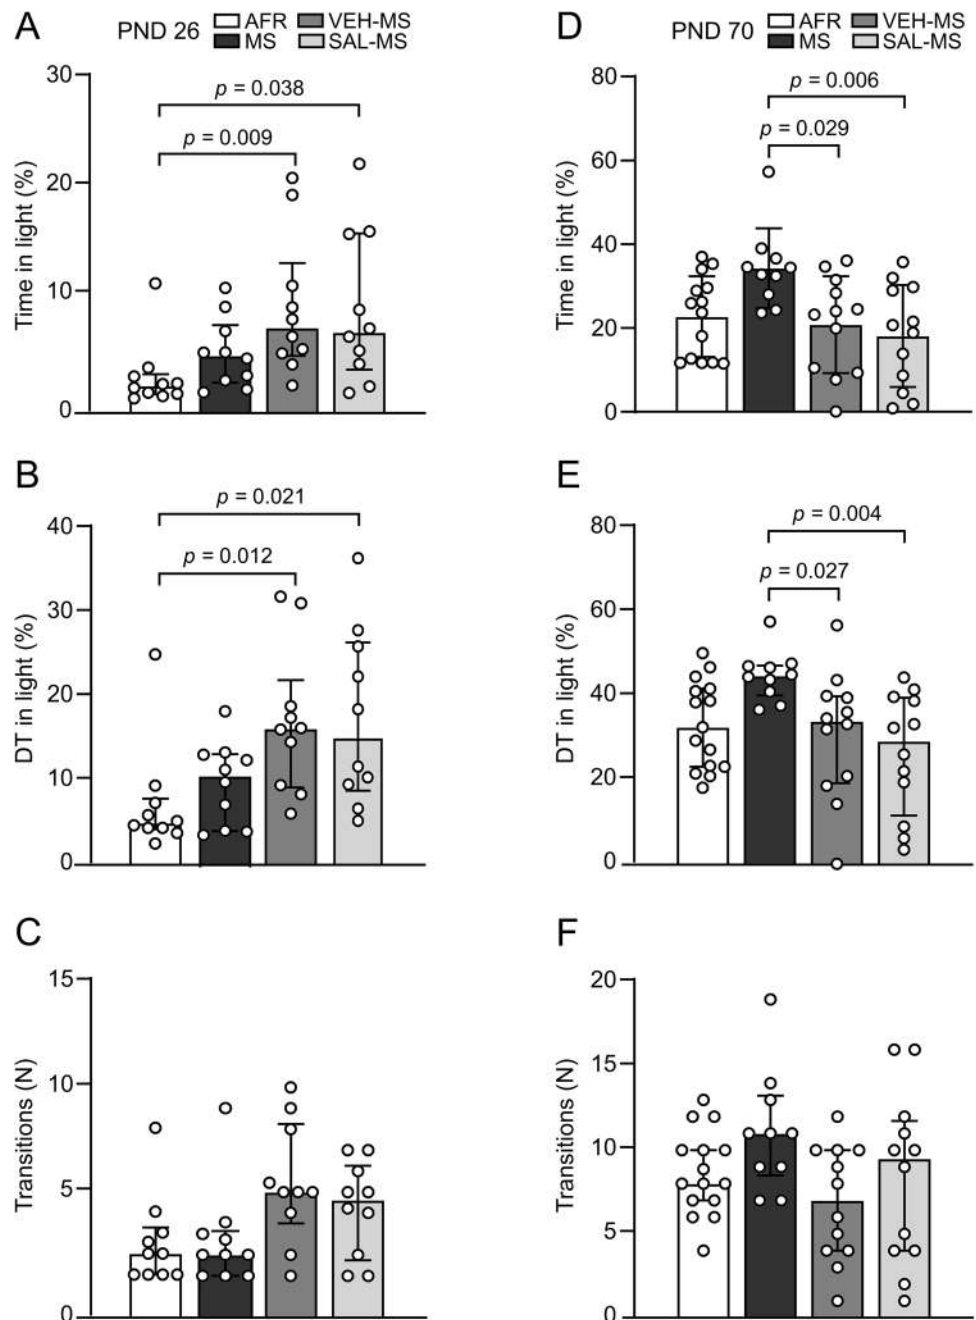 A
PND 26
AFR
VEH-MS
MS
SAL-MS
Time in light (%)
30
20
10
0
p = 0.038
p = 0.009
D
PND 70
AFR
VEH-MS
MS
SAL-MS
Time in light (%)
80
60
40
20
0
p = 0.006
p = 0.029
B
DT in light (%)
40
30
20
10
0
p = 0.021
p = 0.012
E
DT in light (%)
80
60
40
20
0
p = 0.004
p = 0.027
C
Transitions (N)
15
10
5
0
F
Transitions (N)
20
15
10
5
0